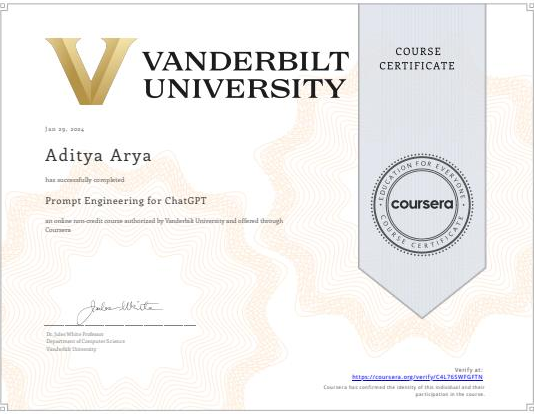 VANDERBILT
UNIVERSITY
COURSE
CERTIFICATE
Jan 29, 2024
Aditya Arya
has successfully completed
Prompt Engineering for ChatGPT
an online non-credit course authorized by Vanderbilt University and offered through
Coursera
EDUCATION FOR EVERYONE
coursera
COURSE CERTIFICATE
Dr. Jules White Professor
Department of Computer Science
Vanderbilt University
Verify at:
https://coursera.org/verify/C4L76SWFGFTN
Coursera has confirmed the identity of this individual and their
participation in the course.